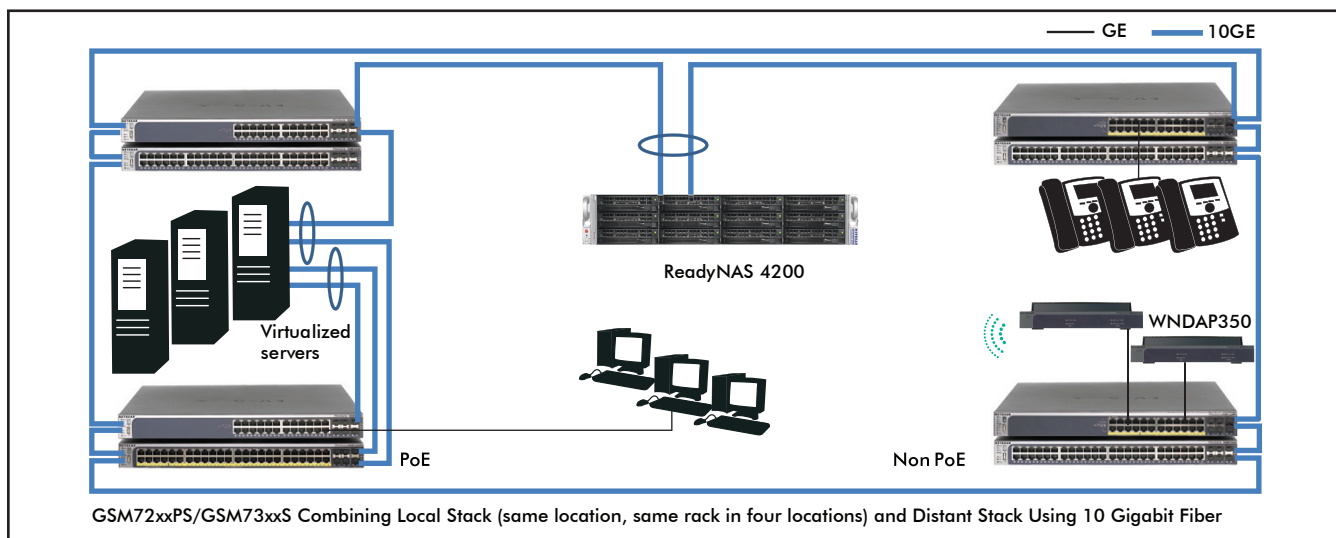 GE 10GE
ReadyNAS 4200
Virtualized
servers
WNDAP350
NETGEAR
PoE
Non PoE
GSM72xxPS/GSM73xxS Combining Local Stack (same location, same rack in four locations) and Distant Stack Using 10 Gigabit Fiber